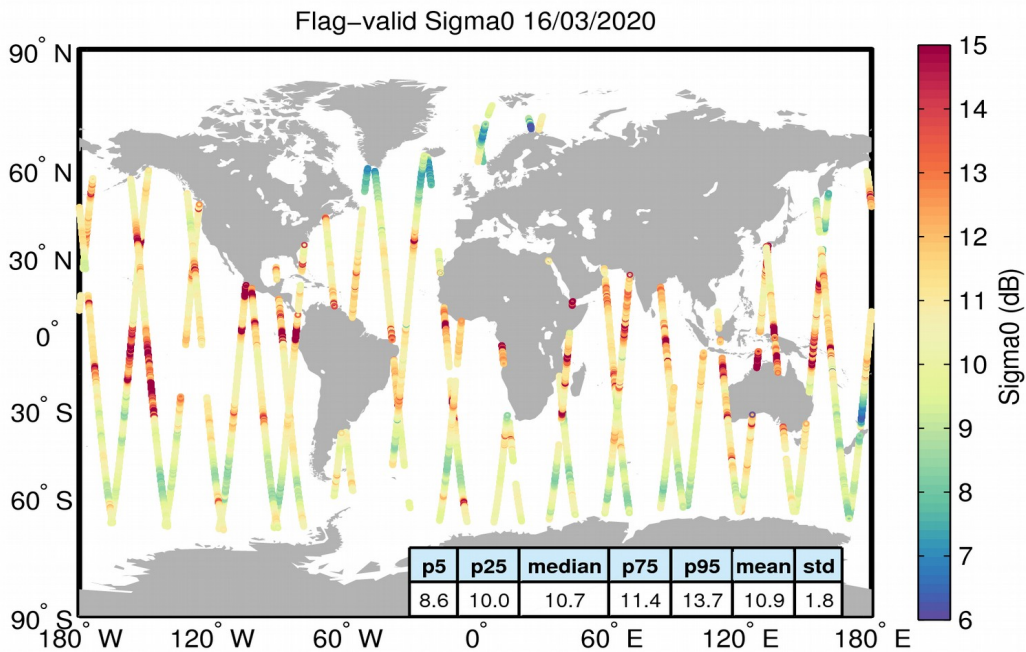 Flag-valid Sigma0 16/03/2020
90° N
60° N
30° N
0°
30° S
60° S
90° S
180° W
120° W
60° W
0°
60° E
120° E
180° E
15
14
13
12
11
10
9
8
7
6
Sigma0 (dB)
p5 p25 median p75 p95 mean std
8.6 10.0 10.7 11.4 13.7 10.9 1.8